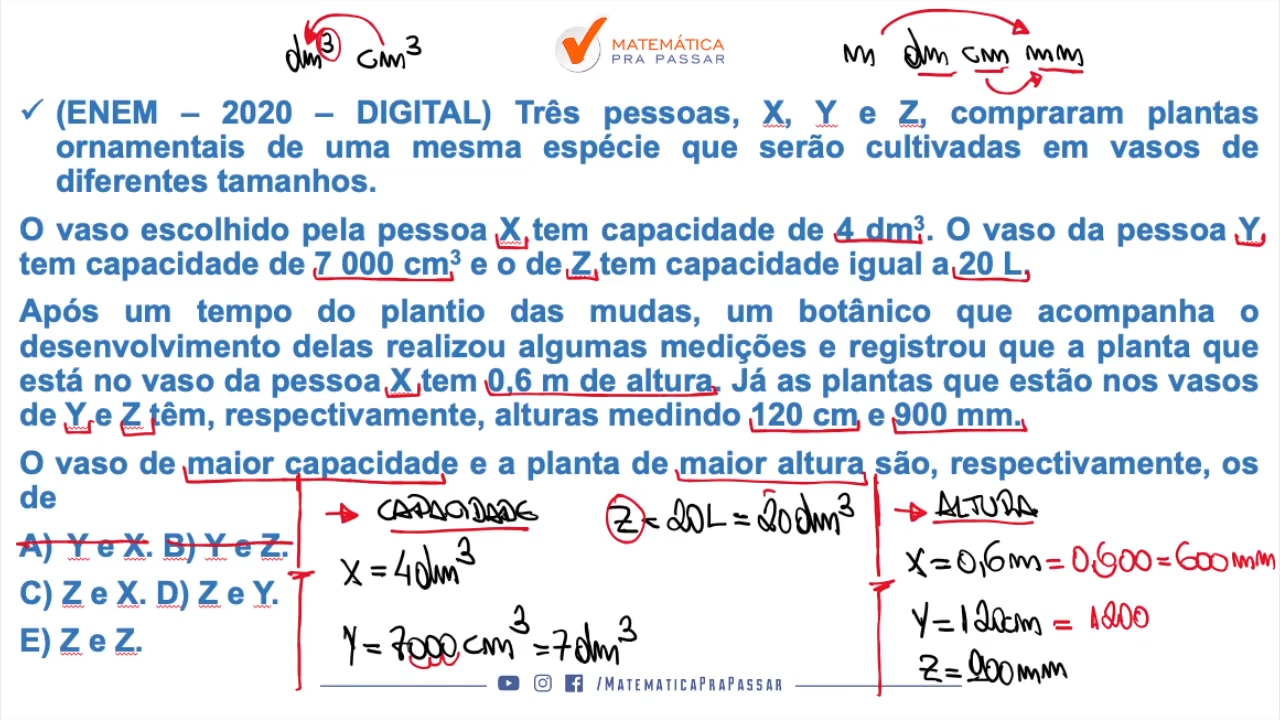 dm³ cm³
MATEMÁTICA
PRA PASSAR
m dm cm mm
✓ (ENEM – 2020 – DIGITAL) Três pessoas, X, Y e Z, compraram plantas
ornamentais de uma mesma espécie que serão cultivadas em vasos de
diferentes tamanhos.
O vaso escolhido pela pessoa X tem capacidade de 4 dm³. O vaso da pessoa Y
tem capacidade de 7 000 cm³ e o de Z tem capacidade igual a 20 L.
Após um tempo do plantio das mudas, um botânico que acompanha o
desenvolvimento delas realizou algumas medições e registrou que a planta que
está no vaso da pessoa X tem 0,6 m de altura. Já as plantas que estão nos vasos
de Y e Z têm, respectivamente, alturas medindo 120 cm e 900 mm.
O vaso de maior capacidade e a planta de maior altura são, respectivamente, os
de
A) Y e X. B) Y e Z.
C) Z e X. D) Z e Y.
E) Z e Z.
CAPACIDADE
X = 4dm³
Y = 7000 cm³ = 7dm³
Z = 20L = 20dm³
ALTURA
X = 0,6m = 0,600 = 600mm
Y = 120cm = 1200
Z = 900mm
/MATEMATICAPRAPASSAR